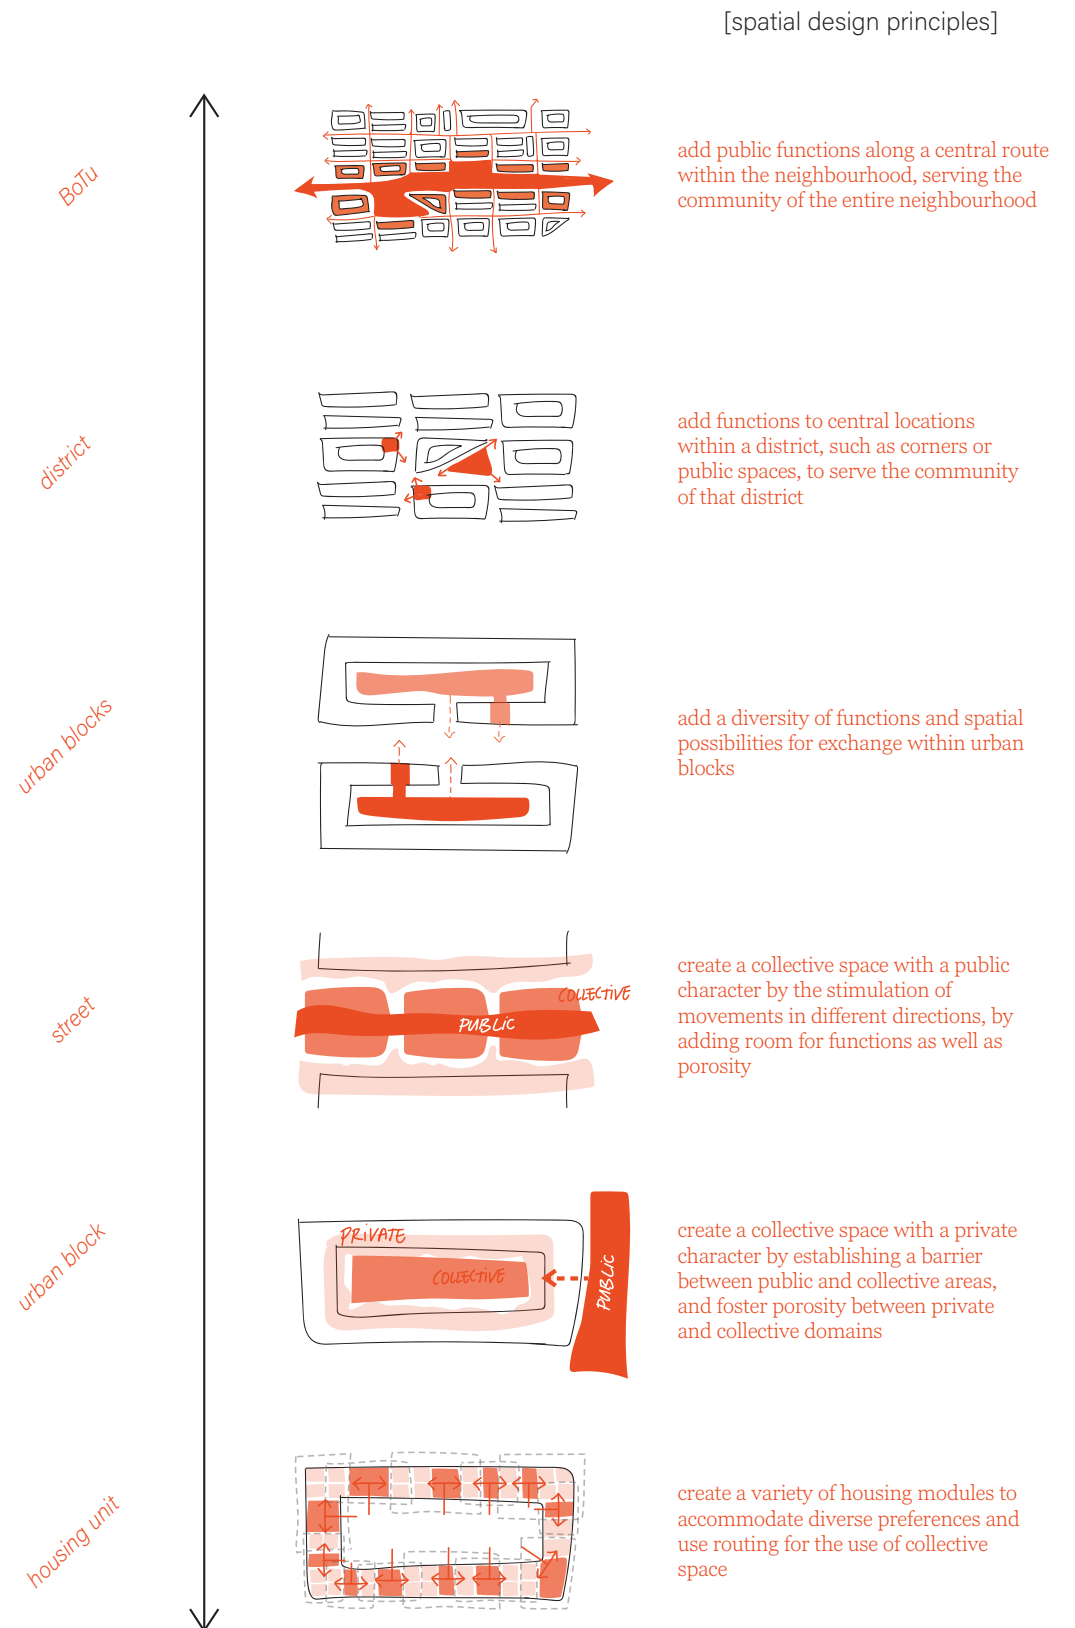 [spatial design principles]
BoTu
add public functions along a central route
within the neighbourhood, serving the
community of the entire neighbourhood
district
add functions to central locations
within a district, such as corners or
public spaces, to serve the community
of that district
urban blocks
add a diversity of functions and spatial
possibilities for exchange within urban
blocks
street
COLLECTIVE
PUBLIC
create a collective space with a public
character by the stimulation of
movements in different directions, by
adding room for functions as well as
porosity
urban block
PRIVATE
COLLECTIVE
PUBLIC
create a collective space with a private
character by establishing a barrier
between public and collective areas,
and foster porosity between private
and collective domains
housing unit
create a variety of housing modules to
accommodate diverse preferences and
use routing for the use of collective
space